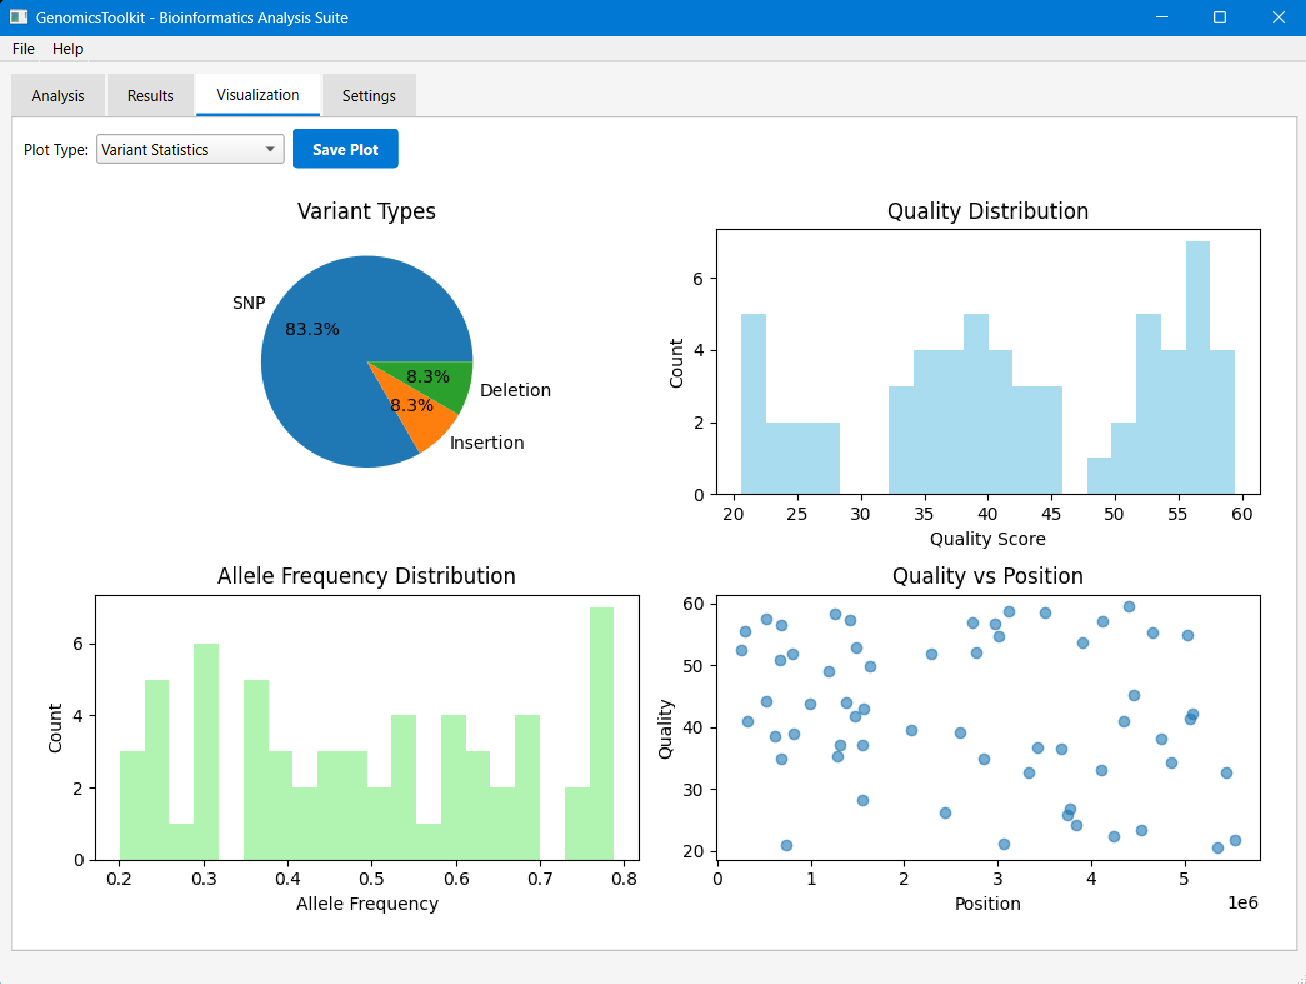 GenomicsToolkit - Bioinformatics Analysis Suite
File Help
Analysis Results Visualization Settings
Plot Type: Variant Statistics Save Plot
Variant Types
SNP
83.3%
8.3%
Deletion
8.3%
Insertion
Quality Distribution
Count
6
4
2
0
20 25 30 35 40 45 50 55 60
Quality Score
Allele Frequency Distribution
Count
6
4
2
0
0.2 0.3 0.4 0.5 0.6 0.7 0.8
Allele Frequency
Quality vs Position
Quality
60
50
40
30
20
0 1 2 3 4 5
1e6
Position